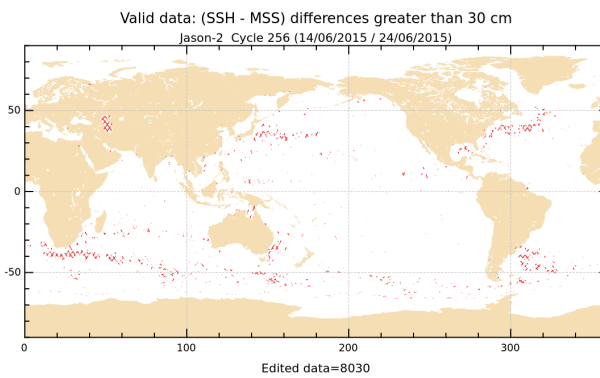 Valid data: (SSH - MSS) differences greater than 30 cm
Jason-2  Cycle 256 (14/06/2015 / 24/06/2015)
50
0
-50
0 100 200 300
Edited data=8030